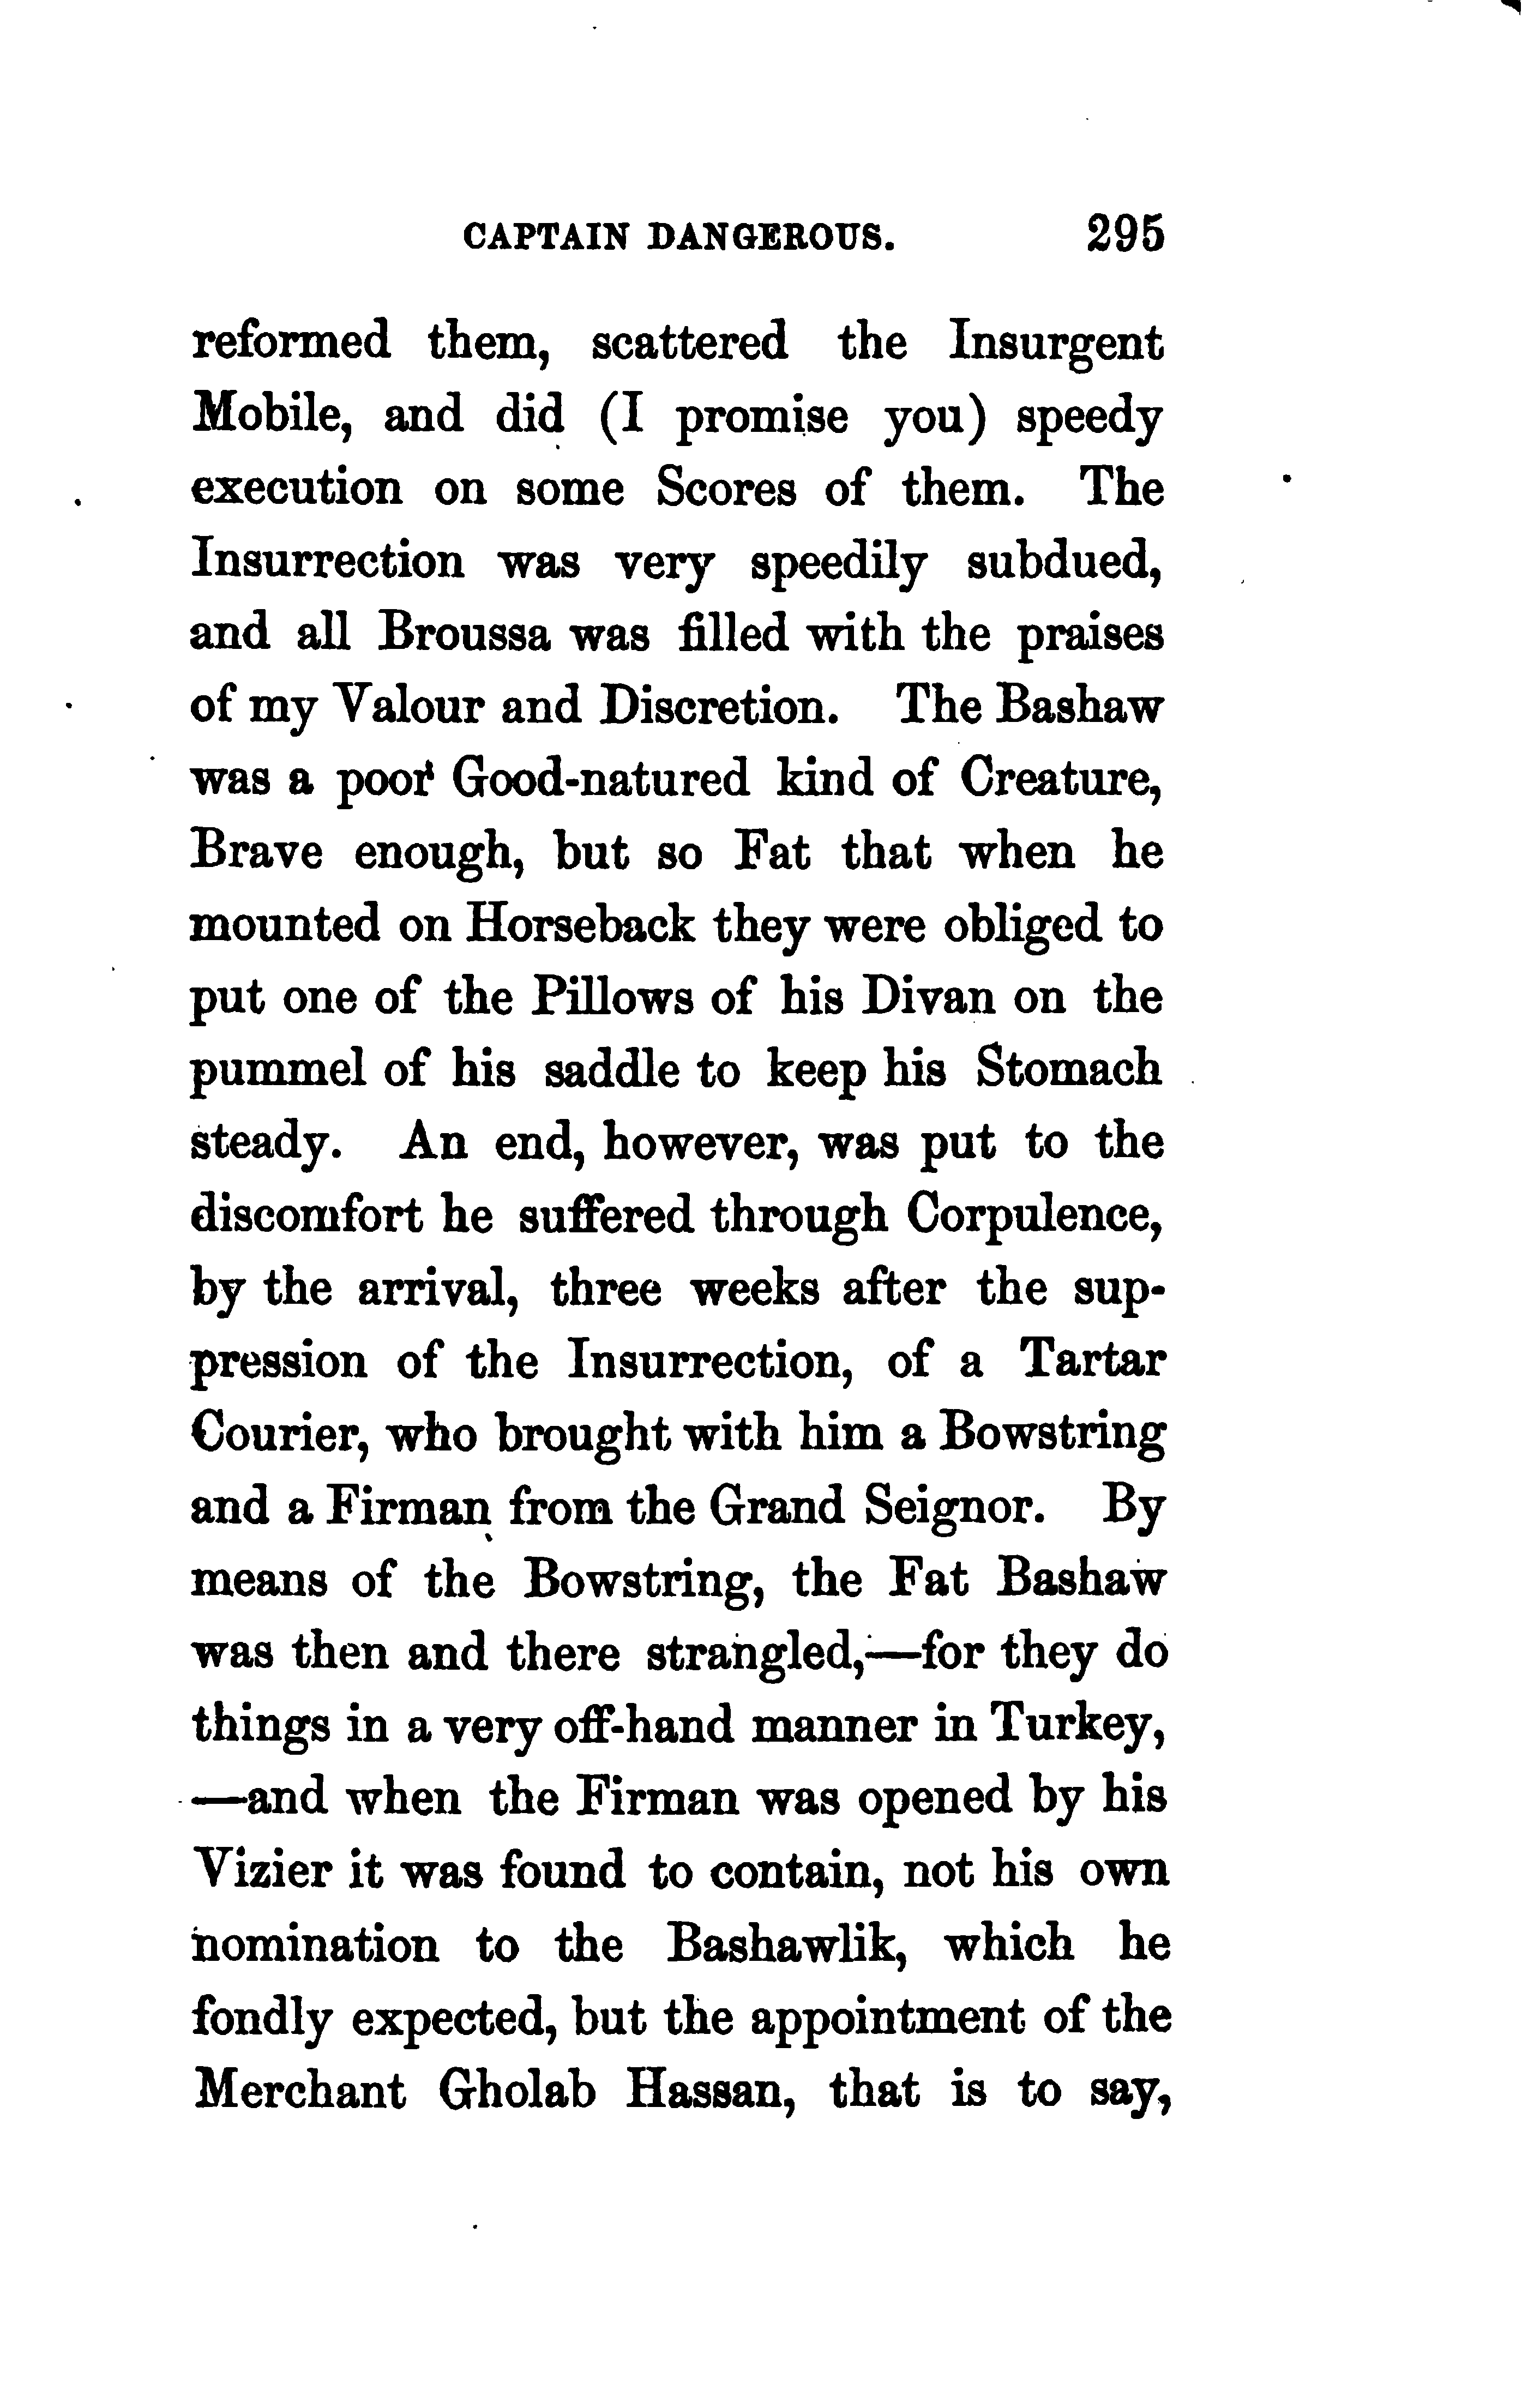 CAPTAIN DANGEROUS. 295
reformed them, scattered the Insurgent
Mobile, and did (I promise you) speedy
execution on some Scores of them. The
Insurrection was very speedily subdued,
and all Broussa was filled with the praises
of my Valour and Discretion. The Bashaw
was a poor Good-natured kind of Creature,
Brave enough, but so Fat that when he
mounted on Horseback they were obliged to
put one of the Pillows of his Divan on the
pummel of his saddle to keep his Stomach
steady. An end, however, was put to the
discomfort he suffered through Corpulence,
by the arrival, three weeks after the sup-
pression of the Insurrection, of a Tartar
Courier, who brought with him a Bowstring
and a Firman from the Grand Seignor. By
means of the Bowstring, the Fat Bashaw
was then and there strangled,—for they do
things in a very off-hand manner in Turkey,
—and when the Firman was opened by his
Vizier it was found to contain, not his own
nomination to the Bashawlik, which he
fondly expected, but the appointment of the
Merchant Gholab Hassan, that is to say,